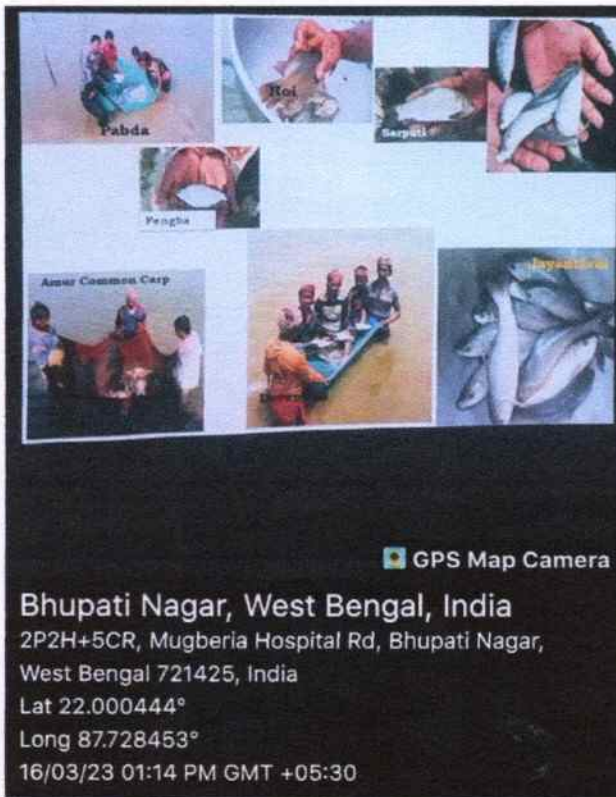 Pabda
Koi
Sarputi
Pengba
Amur Common Carp
Jayanti Rui
GPS Map Camera
Bhupati Nagar, West Bengal, India
2P2H+5CR, Mugberia Hospital Rd, Bhupati Nagar,
West Bengal 721425, India
Lat 22.000444°
Long 87.728453°
16/03/23 01:14 PM GMT +05:30